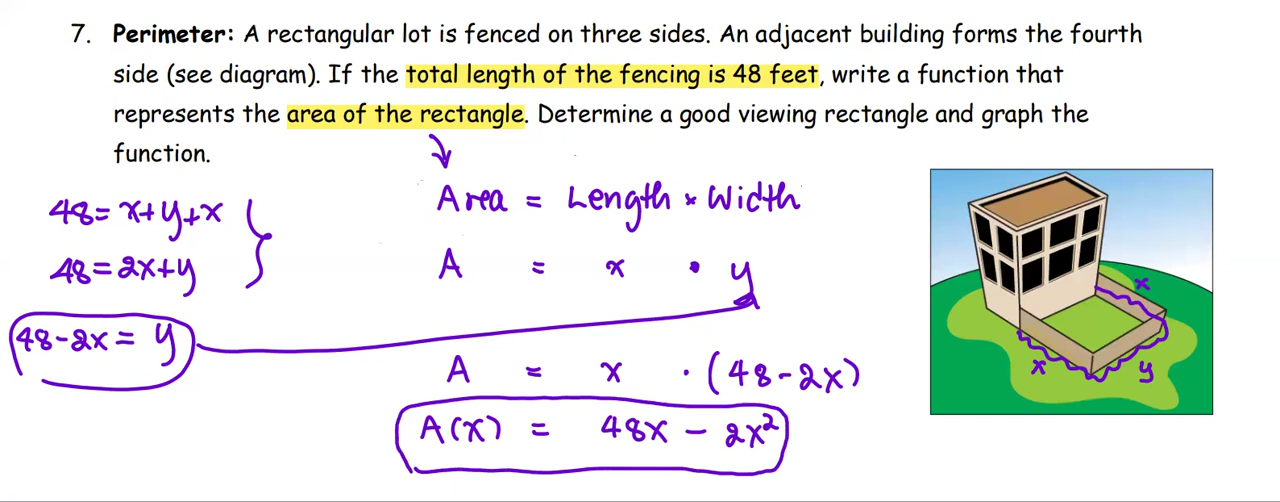 7. Perimeter: A rectangular lot is fenced on three sides. An adjacent building forms the fourth
side (see diagram). If the total length of the fencing is 48 feet, write a function that
represents the area of the rectangle. Determine a good viewing rectangle and graph the
function.
Area = Length × Width
48 = x + y + x
A = x • y
48 = 2x + y
48 - 2x = y
A = x · (48 - 2x)
A(x) = 48x - 2x²
x
x
y